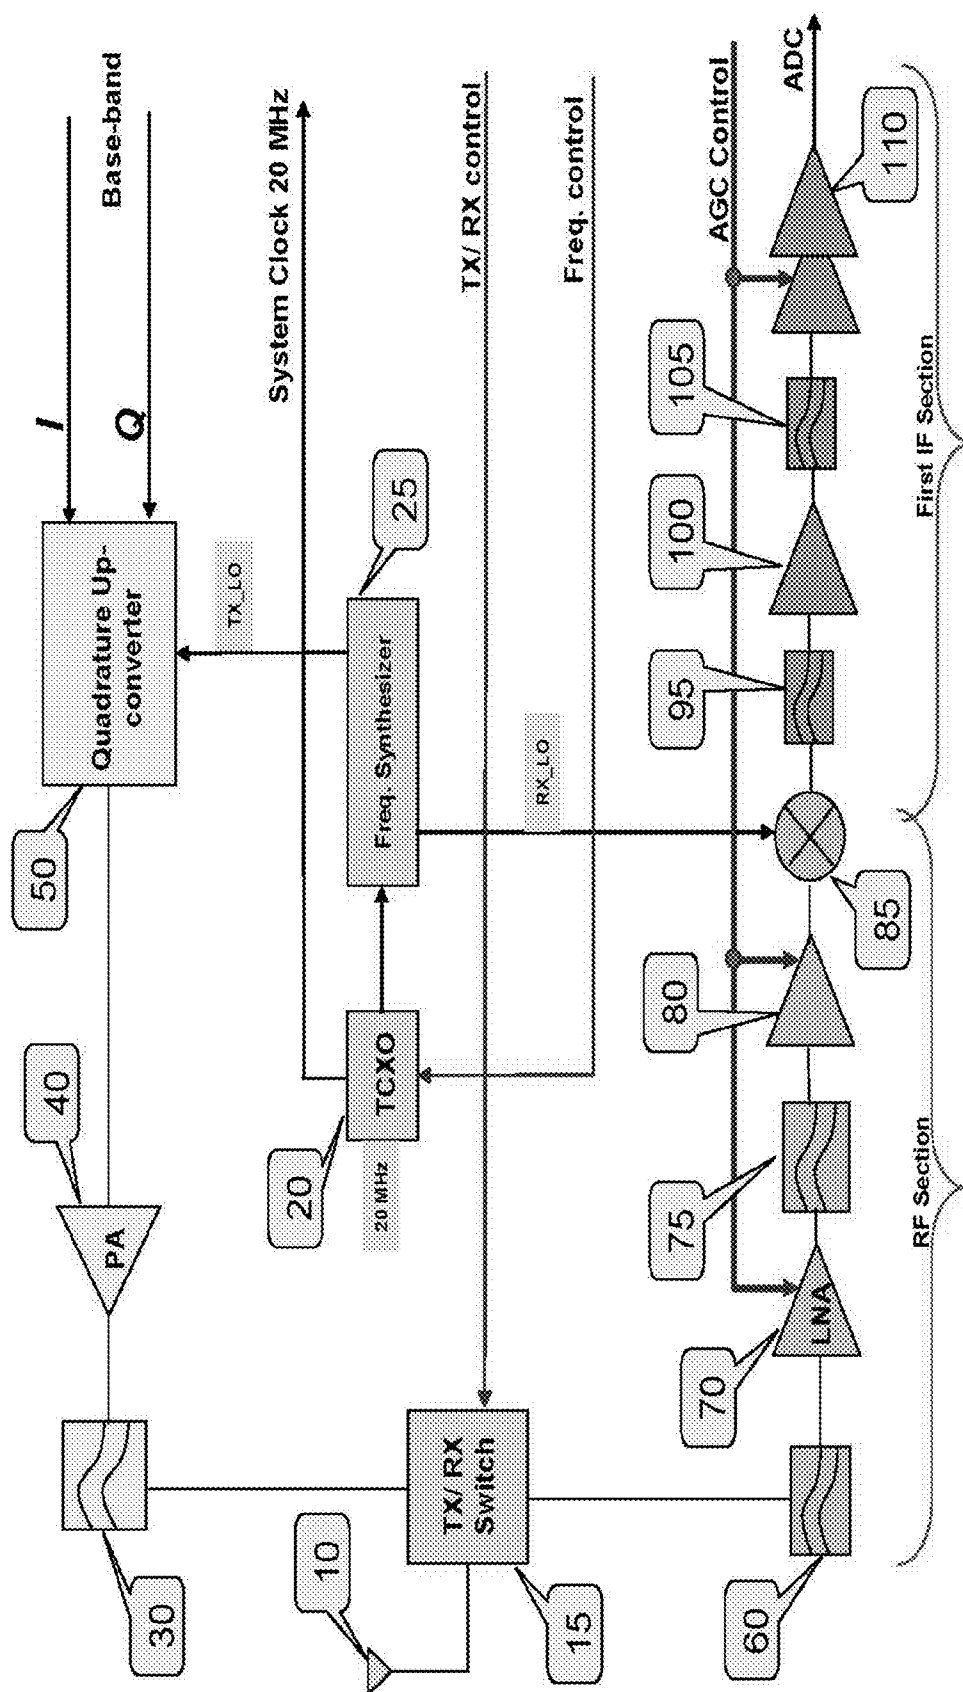 I
Q
Base-band
Quadrature Up-
converter
50
40
PA
30
TX_LO
System Clock 20 MHz
25
Freq. Synthesizer
TCXO
20
20 MHz
TX/ RX control
Freq. control
RX_LO
10
TX/ RX
Switch
15
AGC Control
ADC
60
70
LNA
75
80
85
95
100
105
110
RF Section
First IF Section